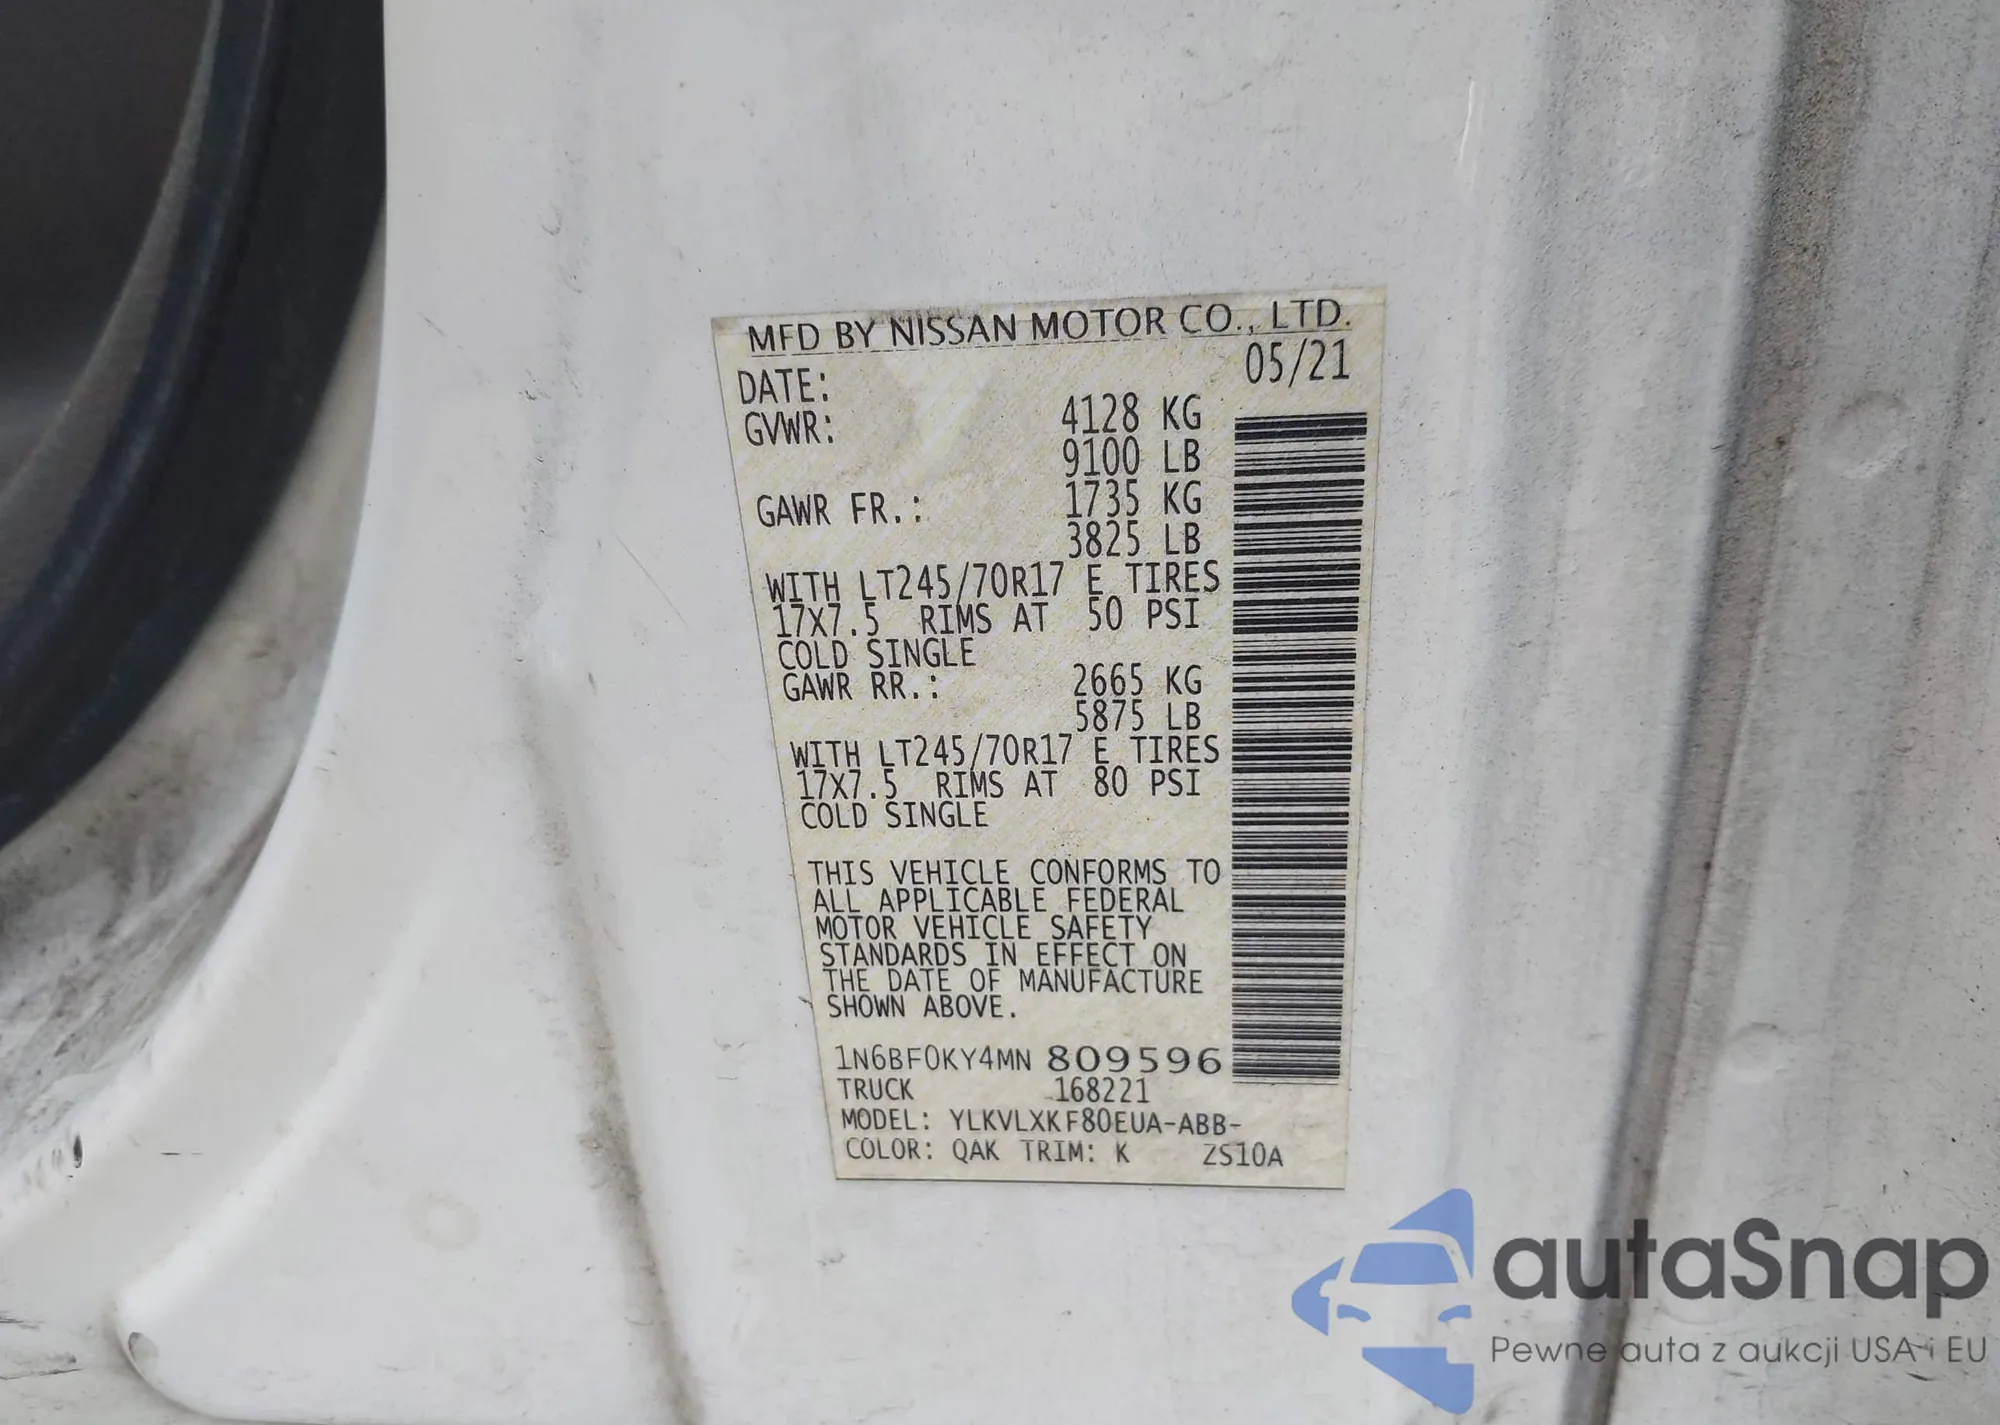 MFD BY NISSAN MOTOR CO., LTD.
DATE: 05/21
GVWR: 4128 KG
9100 LB
GAWR FR.: 1735 KG
3825 LB
WITH LT245/70R17 E TIRES
17X7.5 RIMS AT 50 PSI
COLD SINGLE
GAWR RR.: 2665 KG
5875 LB
WITH LT245/70R17 E TIRES
17X7.5 RIMS AT 80 PSI
COLD SINGLE
THIS VEHICLE CONFORMS TO
ALL APPLICABLE FEDERAL
MOTOR VEHICLE SAFETY
STANDARDS IN EFFECT ON
THE DATE OF MANUFACTURE
SHOWN ABOVE.
1N6BF0KY4MN 809596
TRUCK 168221
MODEL: YLKVLXKF80EUA-ABB-
COLOR: QAK TRIM: K ZS10A
autaSnap
Pewne auta z aukcji USA i EU